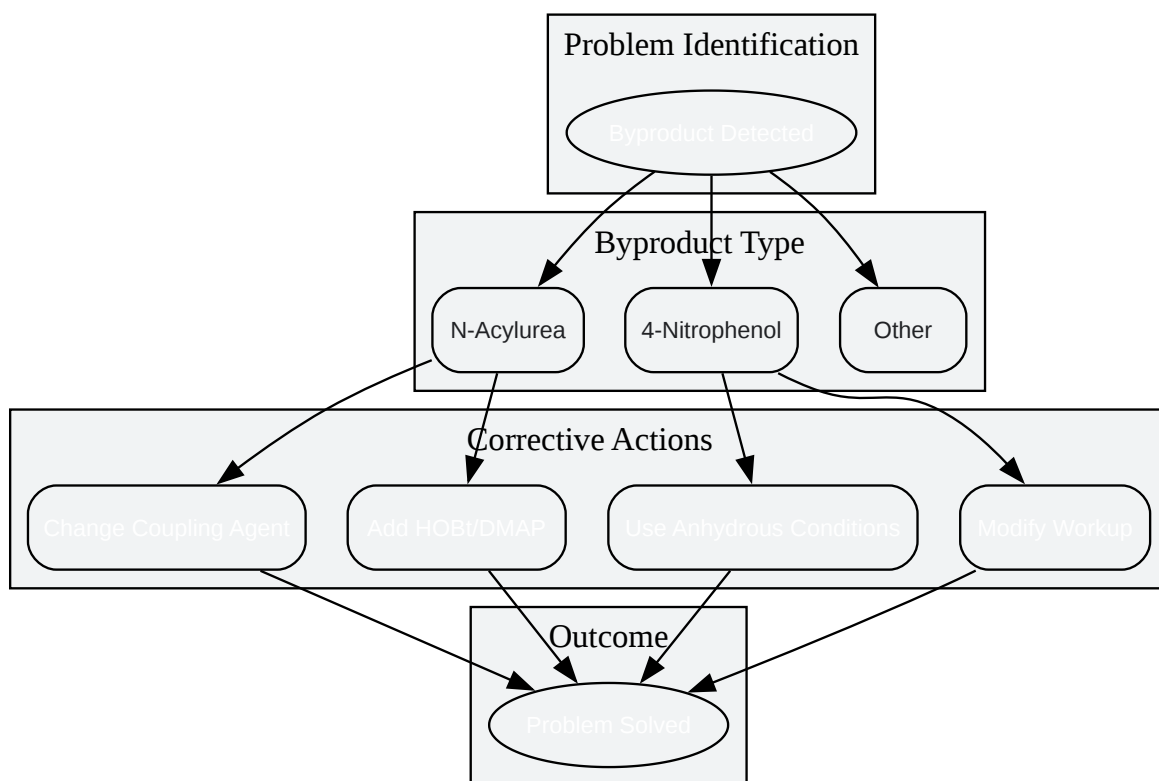 Problem Identification
Byproduct Detected
Byproduct Type
N-Acylurea
4-Nitrophenol
Other
Corrective Actions
Change Coupling Agent
Add HOBt/DMAP
Use Anhydrous Conditions
Modify Workup
Outcome
Problem Solved